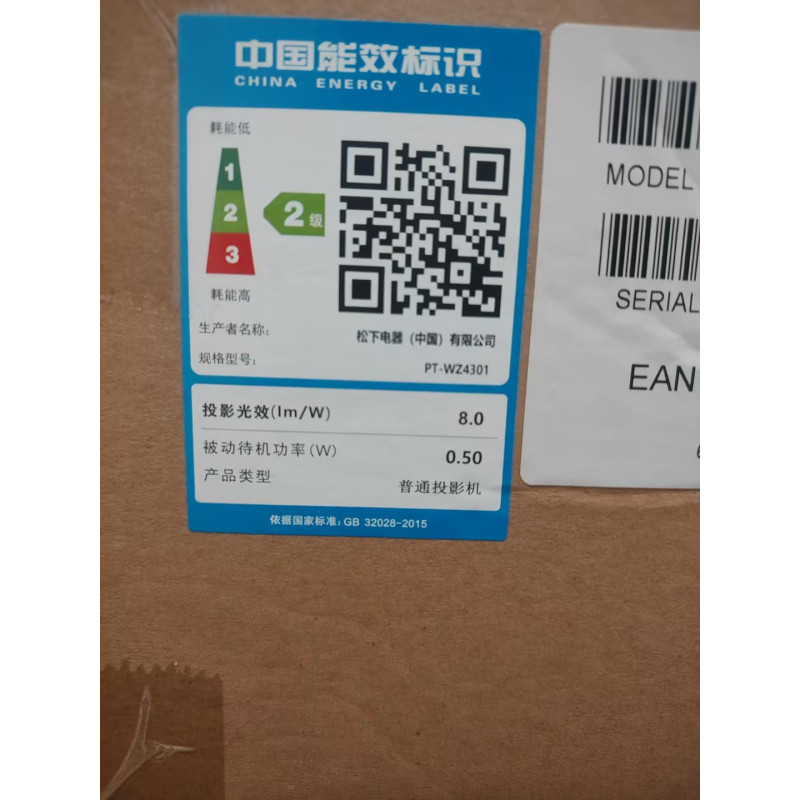 中国能效标识
CHINA ENERGY LABEL
耗能低
1
2
3
2级
耗能高
生产者名称:
松下电器（中国）有限公司
规格型号:
PT-WZ4301
投影光效(lm/W)
8.0
被动待机功率(W)
0.50
产品类型
普通投影机
依据国家标准: GB 32028-2015
MODEL
SERIAL
EAN